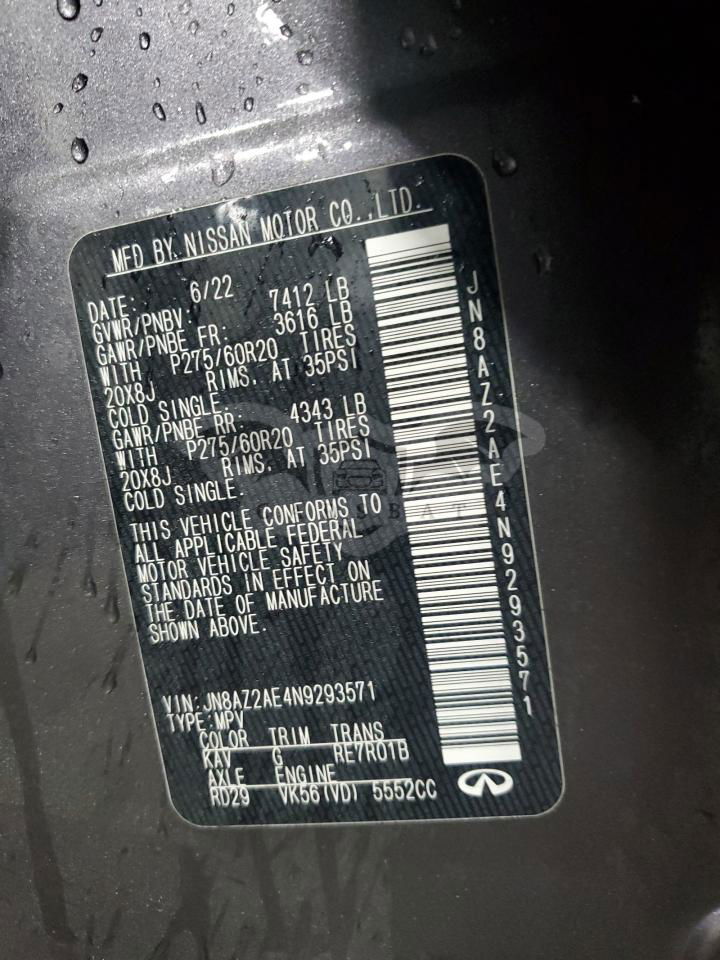 MFD BY NISSAN MOTOR CO.,LTD.
DATE: 6/22
GVWR/PNBV 7412 LB
GAWR/PNBE FR: 3616 LB
WITH P275/60R20 TIRES
20X8J RIMS, AT 35PSI
COLD SINGLE.
GAWR/PNBE RR: 4343 LB
WITH P275/60R20 TIRES
20X8J RIMS, AT 35PSI
COLD SINGLE.
THIS VEHICLE CONFORMS TO
ALL APPLICABLE FEDERAL
MOTOR VEHICLE SAFETY
STANDARDS IN EFFECT ON
THE DATE OF MANUFACTURE
SHOWN ABOVE.
VIN:JN8AZ2AE4N9293571
TYPE:MPV
COLOR TRIM TRANS
KAV G RE7R01B
AXLE ENGINE
RD29 VK56(VD) 5552CC
JN8AZ2AE4N9293571